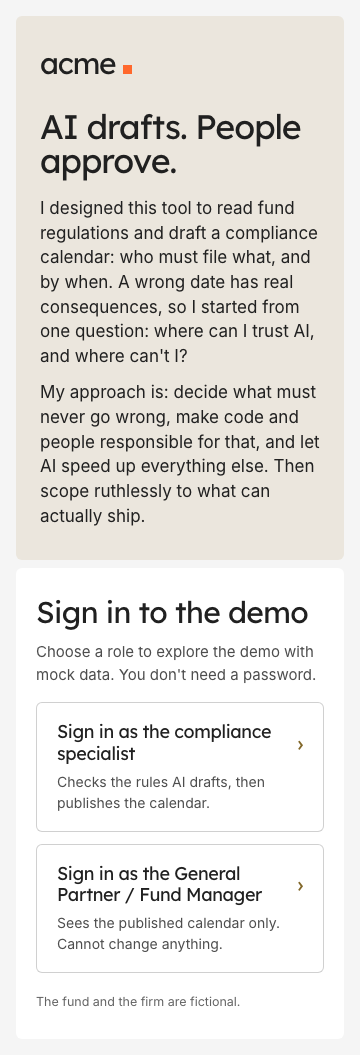 acme
AI drafts. People
approve.
I designed this tool to read fund
regulations and draft a compliance
calendar: who must file what, and
by when. A wrong date has real
consequences, so I started from
one question: where can I trust AI,
and where can't I?
My approach is: decide what must
never go wrong, make code and
people responsible for that, and let
AI speed up everything else. Then
scope ruthlessly to what can
actually ship.
Sign in to the demo
Choose a role to explore the demo with
mock data. You don't need a password.
Sign in as the compliance
specialist
Checks the rules AI drafts, then
publishes the calendar.
Sign in as the General
Partner / Fund Manager
Sees the published calendar only.
Cannot change anything.
The fund and the firm are fictional.